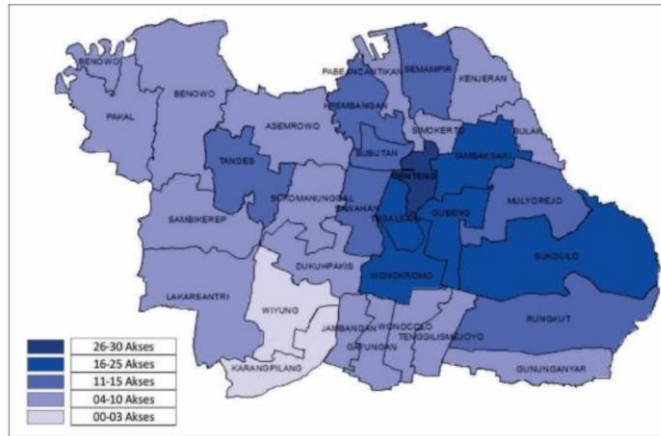 BENOWO
PABEANCANTIKAN
SEMAMPIR
KENJERAN
PAKAL
BENOWO
KREMBANGAN
ASEMROWO
SIMOKERTO
BULAK
TANDES
BUBUTAN
TAMBAKSARI
GENTENG
SUKOMANUNGGAL
SAWAHAN
MULYOREJO
SAMBIKEREP
TEGALSARI
GUBENG
DUKUHPAKIS
WONOKROMO
SUKOLILO
LAKARSANTRI
WIYUNG
JAMBANGAN
WONOCOLO
RUNGKUT
GAYUNGAN
TENGGILISMEJOYO
KARANGPILANG
GUNUNGANYAR
26-30 Akses
16-25 Akses
11-15 Akses
04-10 Akses
00-03 Akses